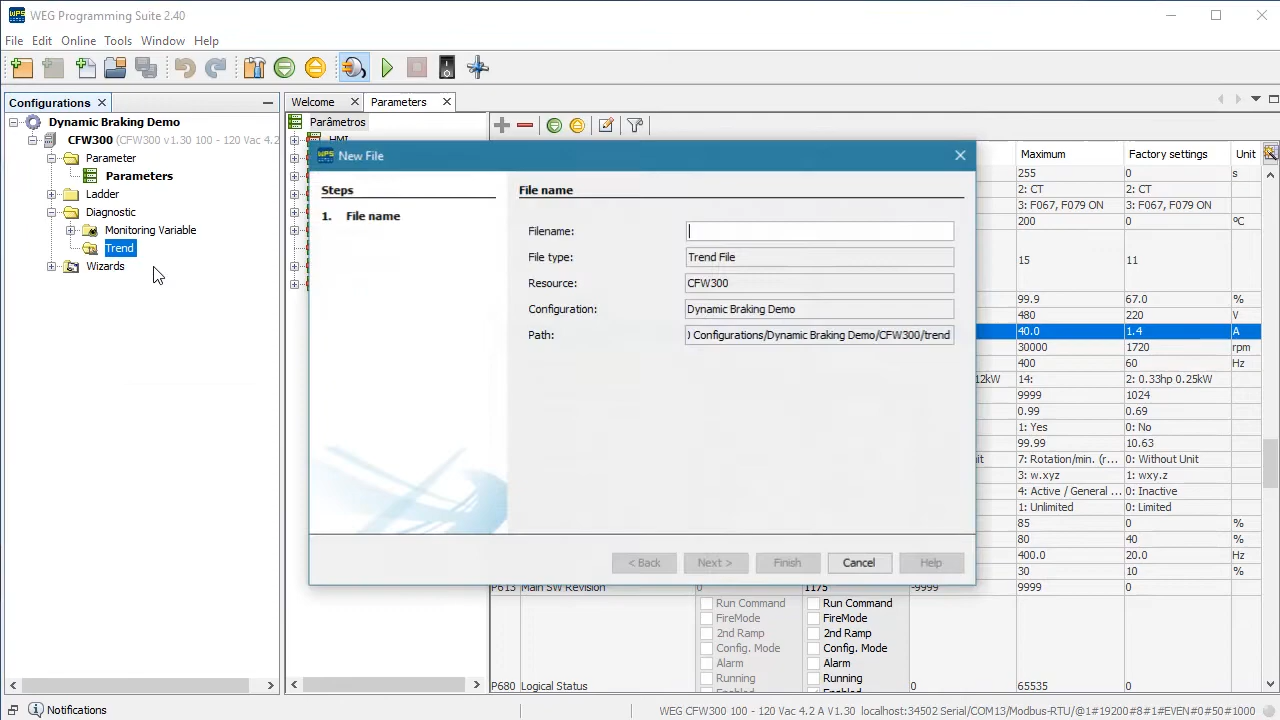 WEG Programming Suite 2.40
File Edit Online Tools Window Help
Configurations
Welcome
Parameters
Dynamic Braking Demo
CFW300 (CFW300 v1.30 100 - 120 Vac 4.2
Parameter
Parameters
Ladder
Diagnostic
Monitoring Variable
Trend
Wizards
Parâmetros
HMI
New File
Steps
1. File name
File name
Filename:
File type: Trend File
Resource: CFW300
Configuration: Dynamic Braking Demo
Path: ) Configurations/Dynamic Braking Demo/CFW300/trend
< Back Next > Finish Cancel Help
Maximum Factory settings Unit
255 0 s
2: CT 2: CT
3: F067, F079 ON 3: F067, F079 ON
200 0 ºC
15 11
99.9 67.0 %
480 220 V
40.0 1.4 A
30000 1720 rpm
400 60 Hz
12kW 14: 2: 0.33hp 0.25kW
9999 1024
0.99 0.69
1: Yes 0: No
99.99 10.63
it 7: Rotation/min. (r... 0: Without Unit
3: w.xyz 1: wxy.z
4: Active / General ... 0: Inactive
1: Unlimited 0: Limited
85 0 %
80 40 %
400.0 20.0 Hz
30 10 %
P613 Main SW Revision 0 1175 -9999 9999 0
Run Command Run Command
FireMode FireMode
2nd Ramp 2nd Ramp
Config. Mode Config. Mode
Alarm Alarm
Running Running
P680 Logical Status 0 65535 0
Notifications
WEG CFW300 100 - 120 Vac 4.2 A V1.30 localhost:34502 Serial/COM13/Modbus-RTU/@1#19200#8#1#EVEN#0#50#1000